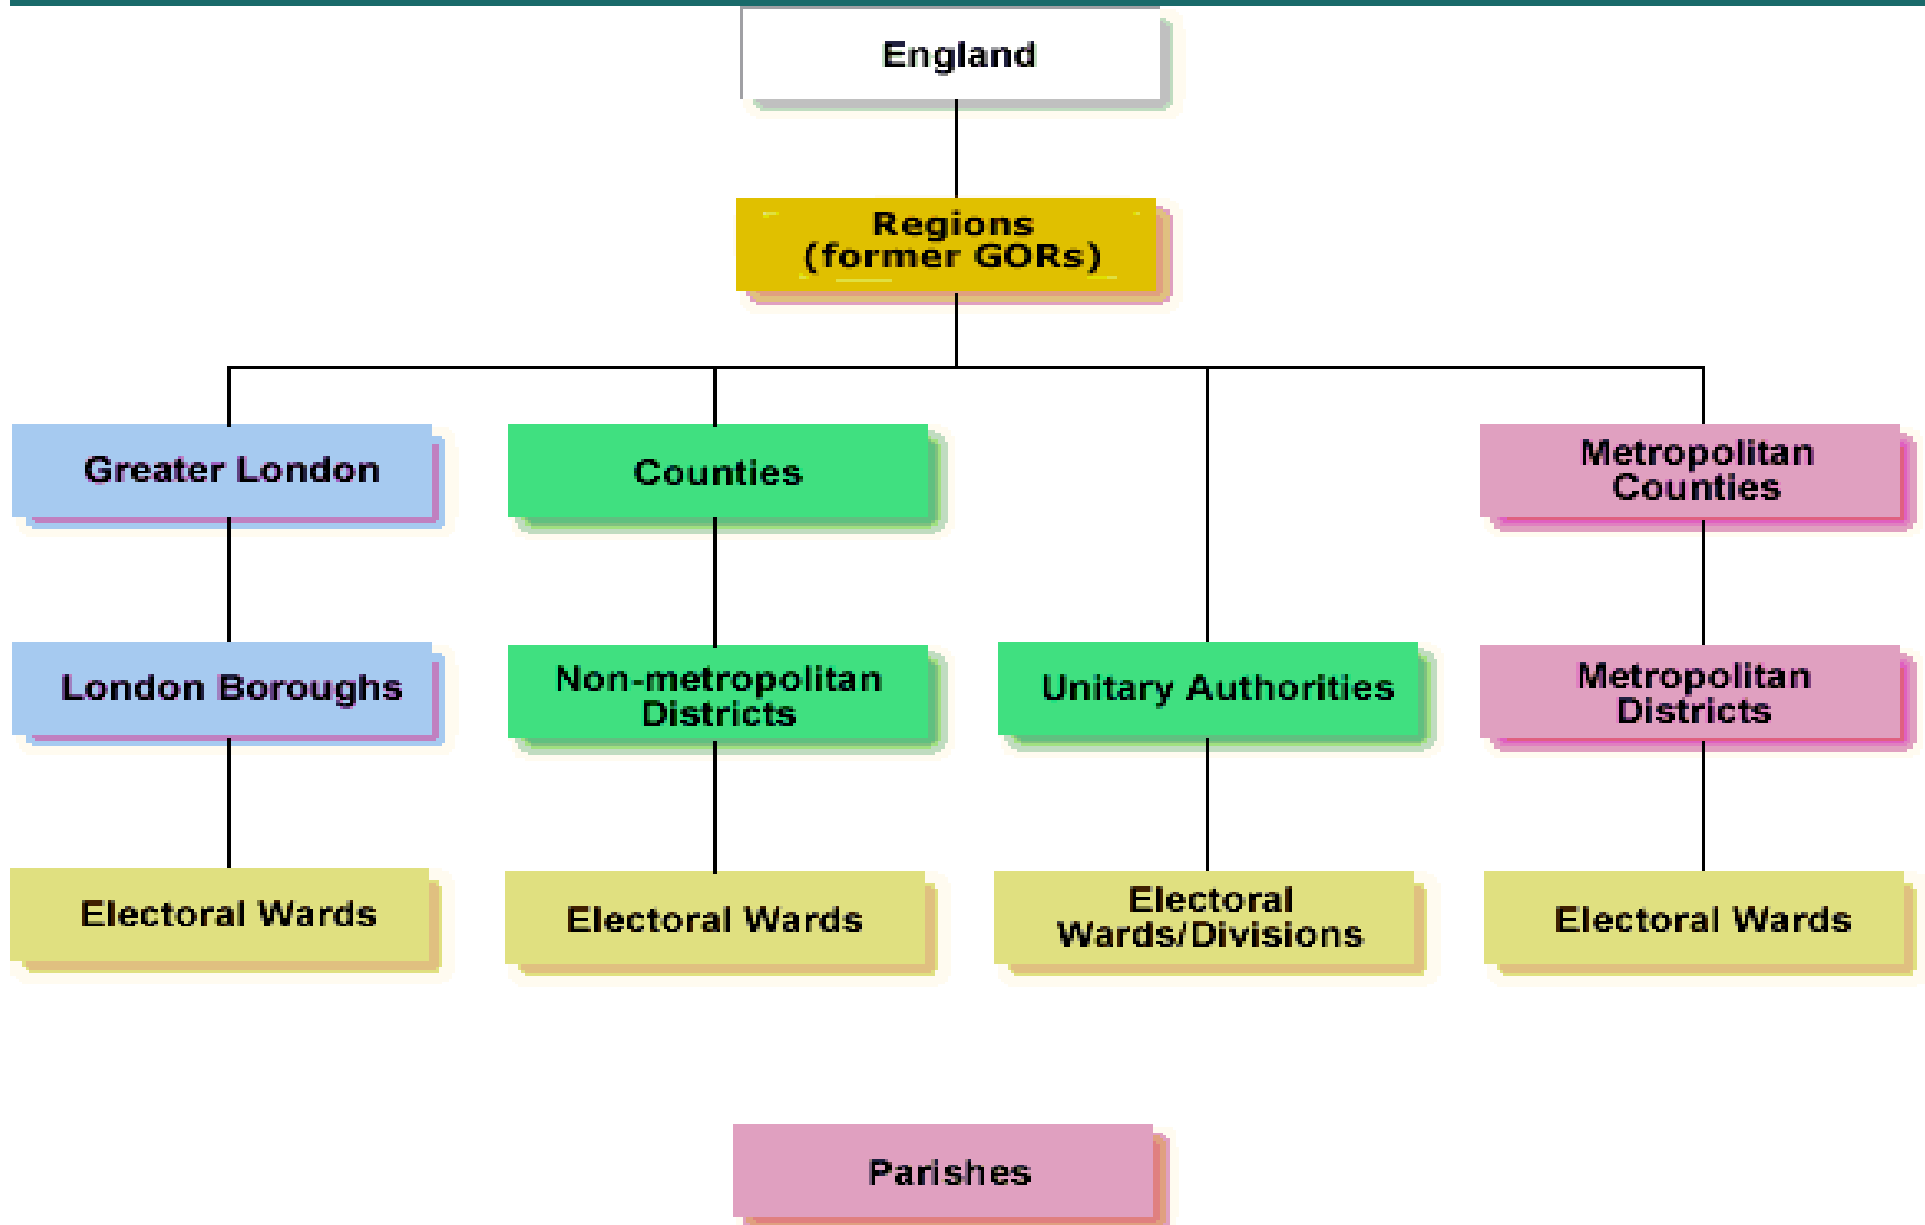 England
Regions
(former GORs)
Greater London
Counties
Metropolitan
Counties
London Boroughs
Non-metropolitan
Districts
Unitary Authorities
Metropolitan
Districts
Electoral Wards
Electoral Wards
Electoral
Wards/Divisions
Electoral Wards
Parishes